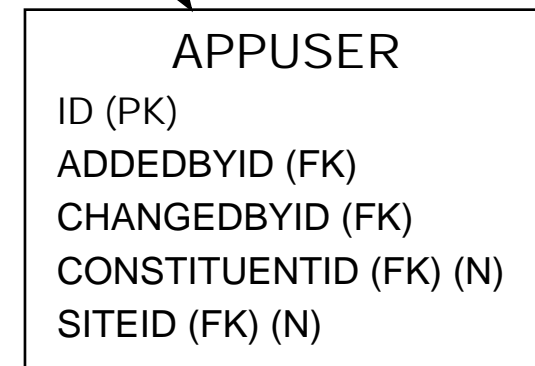 APPUSER
ID (PK)
ADDEDBYID (FK)
CHANGEDBYID (FK)
CONSTITUENTID (FK) (N)
SITEID (FK) (N)